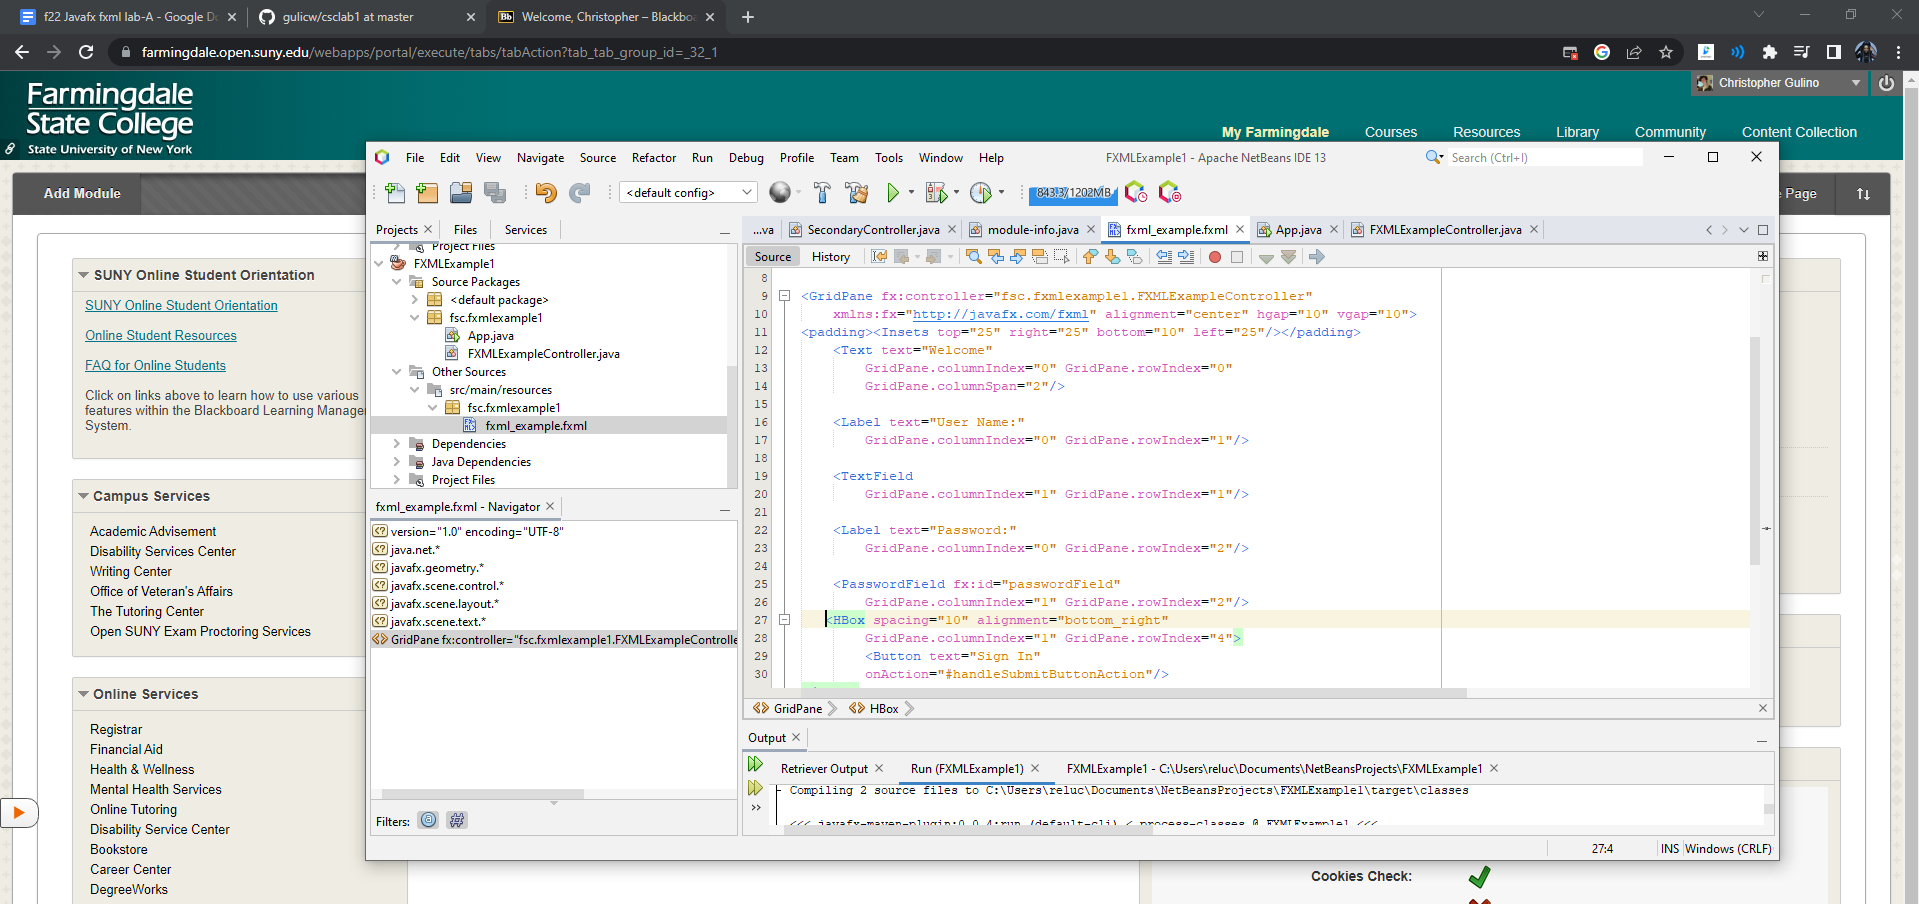 f22 Javafx fxml lab-A - Google Do
gulicw/csclab1 at master
Bb Welcome, Christopher – Blackboa
farmingdale.open.suny.edu/webapps/portal/execute/tabs/tabAction?tab_tab_group_id=_32_1
Farmingdale
State College
State University of New York
Christopher Gulino
My Farmingdale Courses Resources Library Community Content Collection
Add Module
Page
SUNY Online Student Orientation
SUNY Online Student Orientation
Online Student Resources
FAQ for Online Students
Click on links above to learn how to use various
features within the Blackboard Learning Manage
System.
Campus Services
Academic Advisement
Disability Services Center
Writing Center
Office of Veteran's Affairs
The Tutoring Center
Open SUNY Exam Proctoring Services
Online Services
Registrar
Financial Aid
Health & Wellness
Mental Health Services
Online Tutoring
Disability Service Center
Bookstore
Career Center
DegreeWorks
File Edit View Navigate Source Refactor Run Debug Profile Team Tools Window Help
FXMLExample1 - Apache NetBeans IDE 13
Search (Ctrl+I)
<default config>
843.3/1202MB
Projects Files Services
Project Files
FXMLExample1
Source Packages
<default package>
fsc.fxmlexample1
App.java
FXMLExampleController.java
Other Sources
src/main/resources
fsc.fxmlexample1
fxml_example.fxml
Dependencies
Java Dependencies
Project Files
fxml_example.fxml - Navigator
version="1.0" encoding="UTF-8"
java.net.*
javafx.geometry.*
javafx.scene.control.*
javafx.scene.layout.*
javafx.scene.text.*
GridPane fx:controller="fsc.fxmlexample1.FXMLExampleControlle
Filters:
...va SecondaryController.java module-info.java fxml_example.fxml App.java FXMLExampleController.java
Source History
8
9 <GridPane fx:controller="fsc.fxmlexample1.FXMLExampleController"
10 xmlns:fx="http://javafx.com/fxml" alignment="center" hgap="10" vgap="10">
11 <padding><Insets top="25" right="25" bottom="10" left="25"/></padding>
12 <Text text="Welcome"
13 GridPane.columnIndex="0" GridPane.rowIndex="0"
14 GridPane.columnSpan="2"/>
15
16 <Label text="User Name:"
17 GridPane.columnIndex="0" GridPane.rowIndex="1"/>
18
19 <TextField
20 GridPane.columnIndex="1" GridPane.rowIndex="1"/>
21
22 <Label text="Password:"
23 GridPane.columnIndex="0" GridPane.rowIndex="2"/>
24
25 <PasswordField fx:id="passwordField"
26 GridPane.columnIndex="1" GridPane.rowIndex="2"/>
27 <HBox spacing="10" alignment="bottom_right"
28 GridPane.columnIndex="1" GridPane.rowIndex="4">
29 <Button text="Sign In"
30 onAction="#handleSubmitButtonAction"/>
GridPane HBox
Output
Retriever Output Run (FXMLExample1) FXMLExample1 - C:\Users\reluc\Documents\NetBeansProjects\FXMLExample1
- Compiling 2 source files to C:\Users\reluc\Documents\NetBeansProjects\FXMLExample1\target\classes
<<< javafx-maven-plugin:0.0.4:run (default-cli) < process-classes @ FXMLExample1 <<<
27:4 INS Windows (CRLF)
Cookies Check: